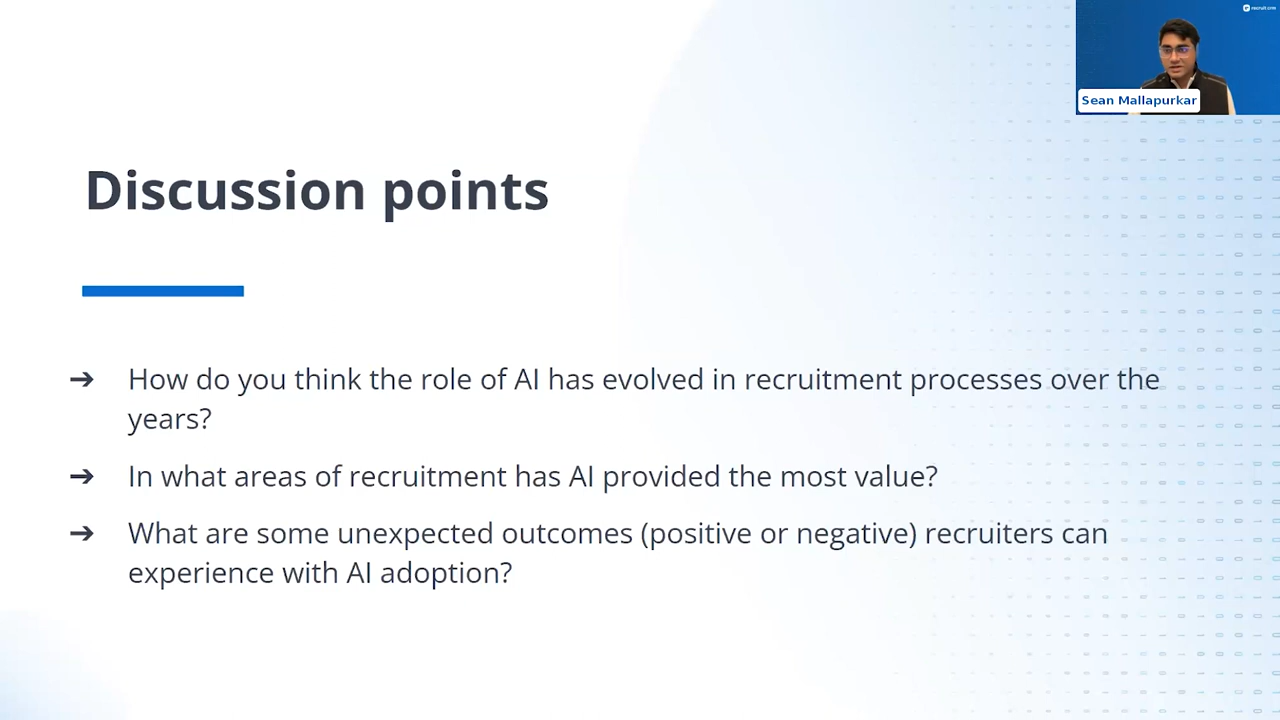 recruit crm
Sean Mallapurkar
Discussion points
➔ How do you think the role of AI has evolved in recruitment processes over the
years?
➔ In what areas of recruitment has AI provided the most value?
➔ What are some unexpected outcomes (positive or negative) recruiters can
experience with AI adoption?